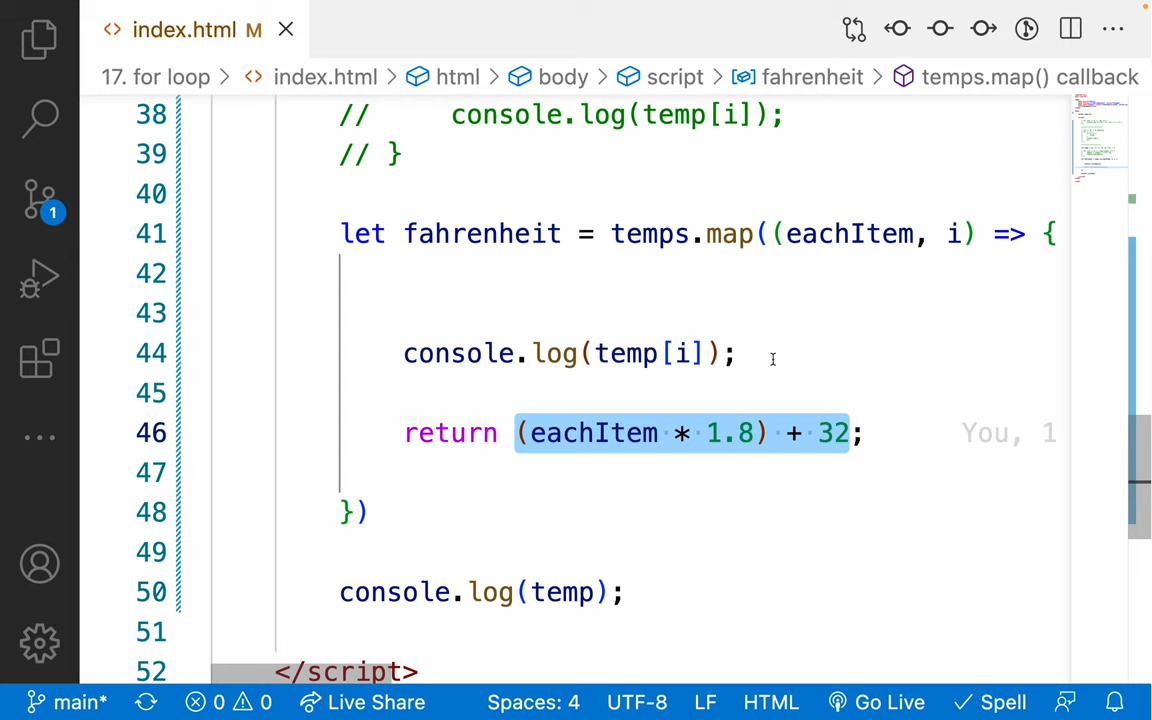 index.html M
17. for loop > index.html > html > body > script > fahrenheit > temps.map() callback
38 // console.log(temp[i]);
39 // }
40
41 let fahrenheit = temps.map((eachItem, i) => {
42
43
44 console.log(temp[i]);
45
46 return (eachItem * 1.8) + 32; You, 1
47
48 })
49
50 console.log(temp);
51
52 </script>
1
main* 0 0 Live Share Spaces: 4 UTF-8 LF HTML Go Live Spell